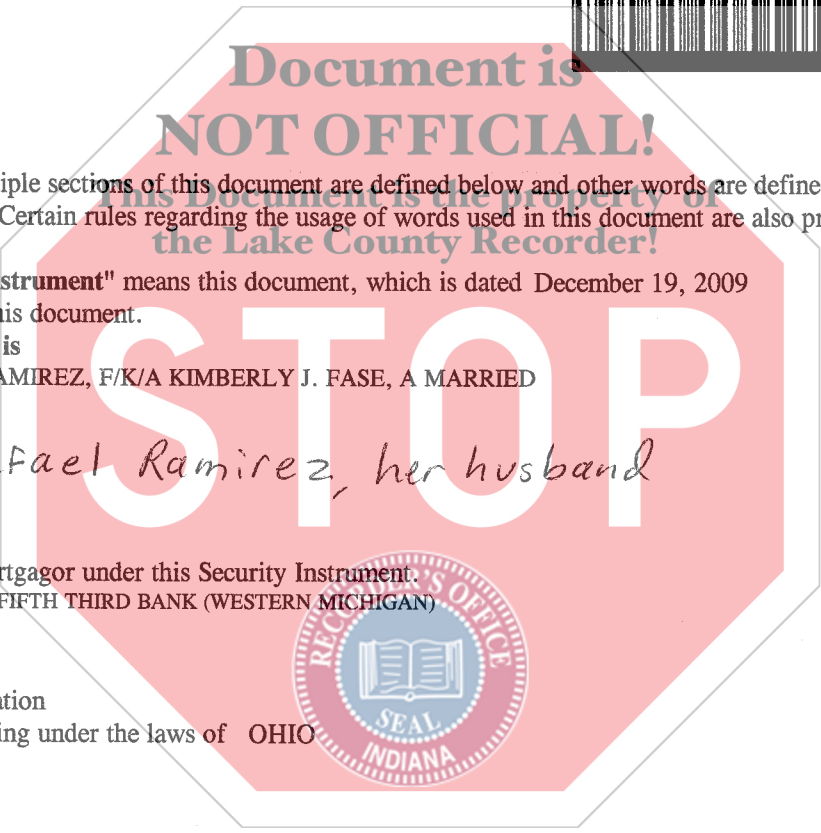 Document is
NOT OFFICIAL!
iple sections of this document are defined below and other words are define
This Document is the property of
Certain rules regarding the usage of words used in this document are also pr
the Lake County Recorder!
strument" means this document, which is dated December 19, 2009
is document.
is
AMIREZ, F/K/A KIMBERLY J. FASE, A MARRIED
fael Ramirez, her husband
STOP
rtgagor under this Security Instrument.
FIFTH THIRD BANK (WESTERN MICHIGAN)
RECORDER'S OFFICE
SEAL
INDIANA
ation
ing under the laws of OHIO